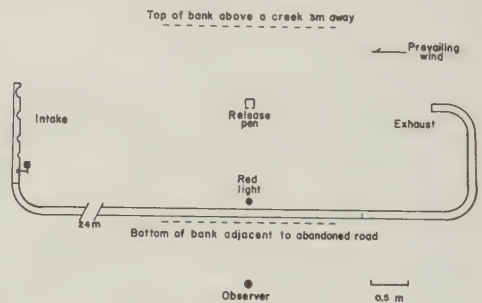 Top of bank above a creek 3m away
Prevailing
wind
Intake
Release
pen
Exhaust
Red
light
24m
Bottom of bank adjacent to abandoned road
Observer
0.5 m